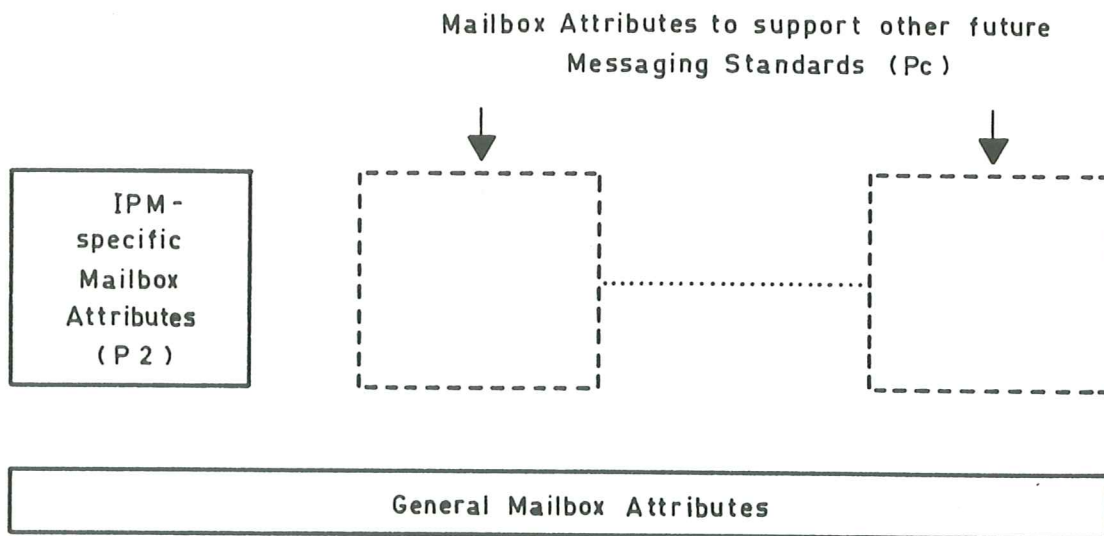 Mailbox Attributes to support other future
Messaging Standards (Pc)
IPM-
specific
Mailbox
Attributes
(P2)
General Mailbox Attributes